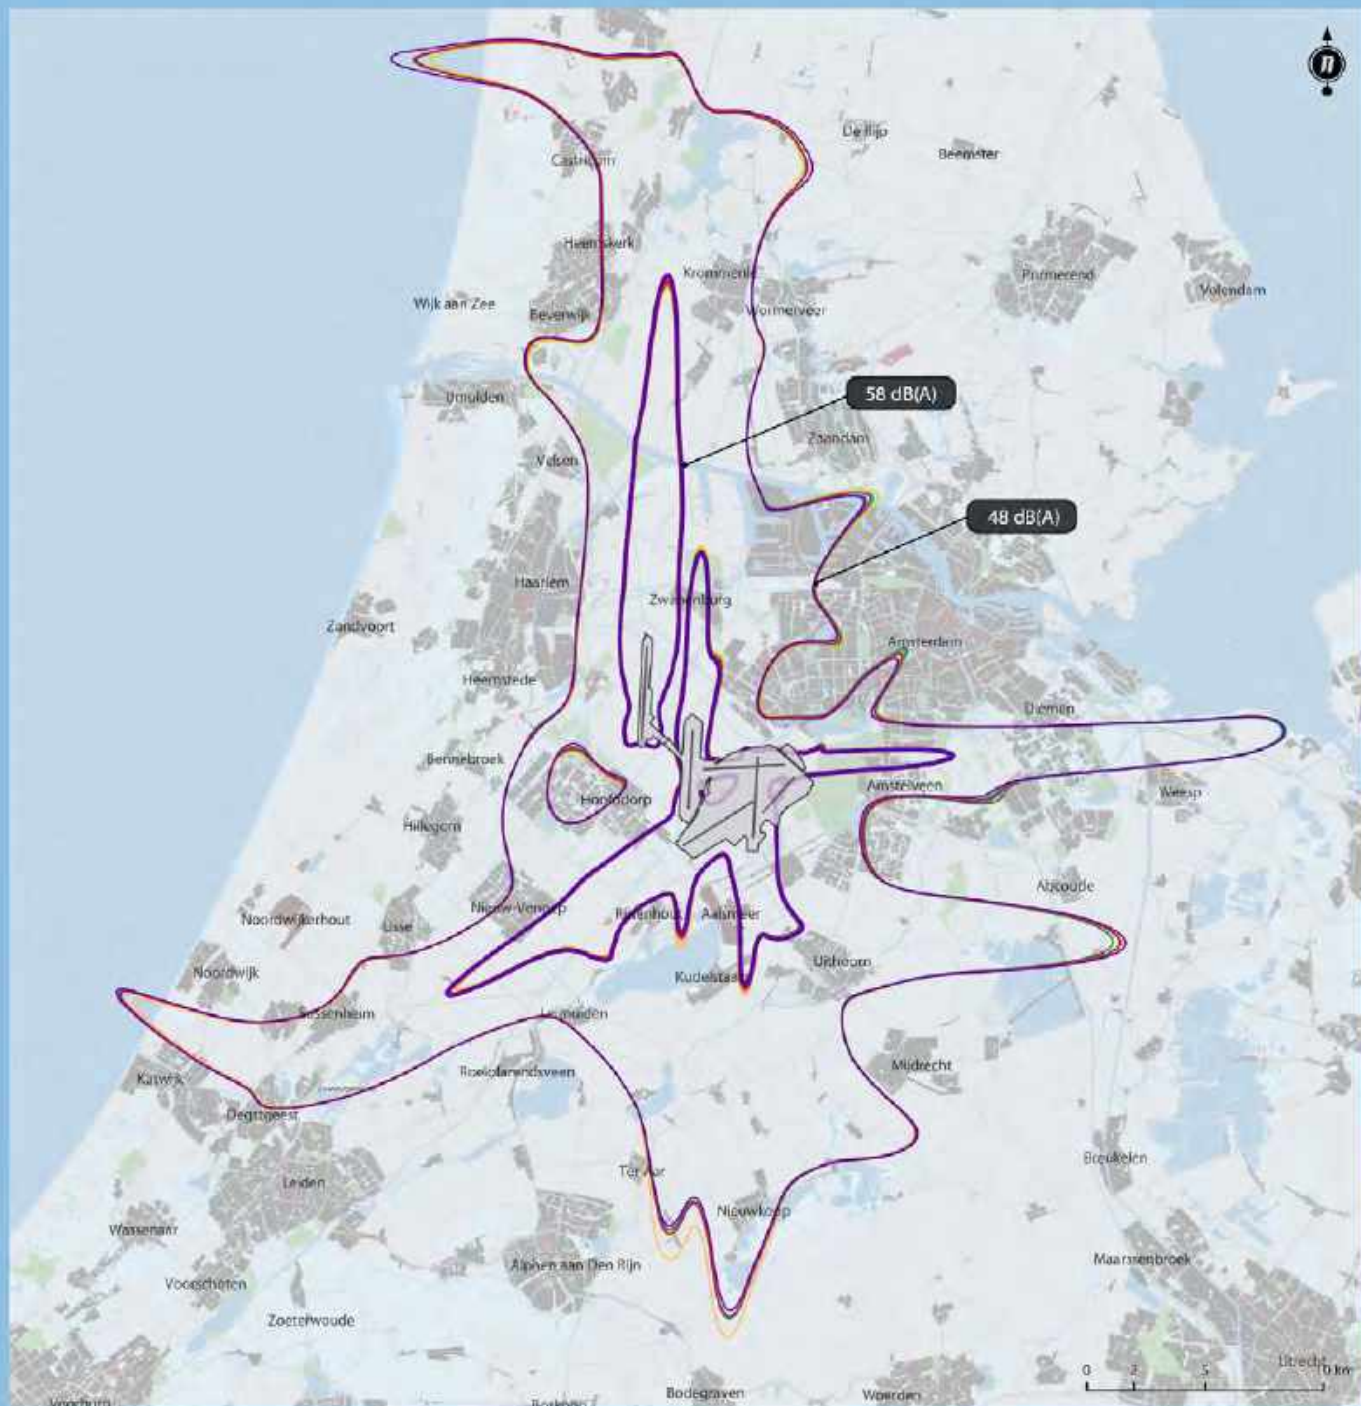 n
De Rijp
Beemster
Castricum
Heemskerk
Krommenie
Purmerend
Volendam
Wijk aan Zee
Beverwijk
Wormerveer
58 dB(A)
IJmuiden
Zaandam
Velsen
48 dB(A)
Haarlem
Zwanenburg
Zandvoort
Amsterdam
Heemstede
Diemen
Bennebroek
Amstelveen
Weesp
Hoofddorp
Hillegom
Abcoude
Nieuw-Vennep
Noordwijkerhout
Rijsenhout
Aalsmeer
Lisse
Uithoorn
Noordwijk
Kudelstaart
Sassenheim
Leimuiden
Mijdrecht
Katwijk
Roelofarendsveen
Oegstgeest
Breukelen
Ter Aar
Leiden
Nieuwkoop
Wassenaar
Maarssenbroek
Alphen aan Den Rijn
Voorschoten
Zoeterwoude
Utrecht
0 2 5 10 km
Bodegraven
Woerden
Voorburg
Boskoop